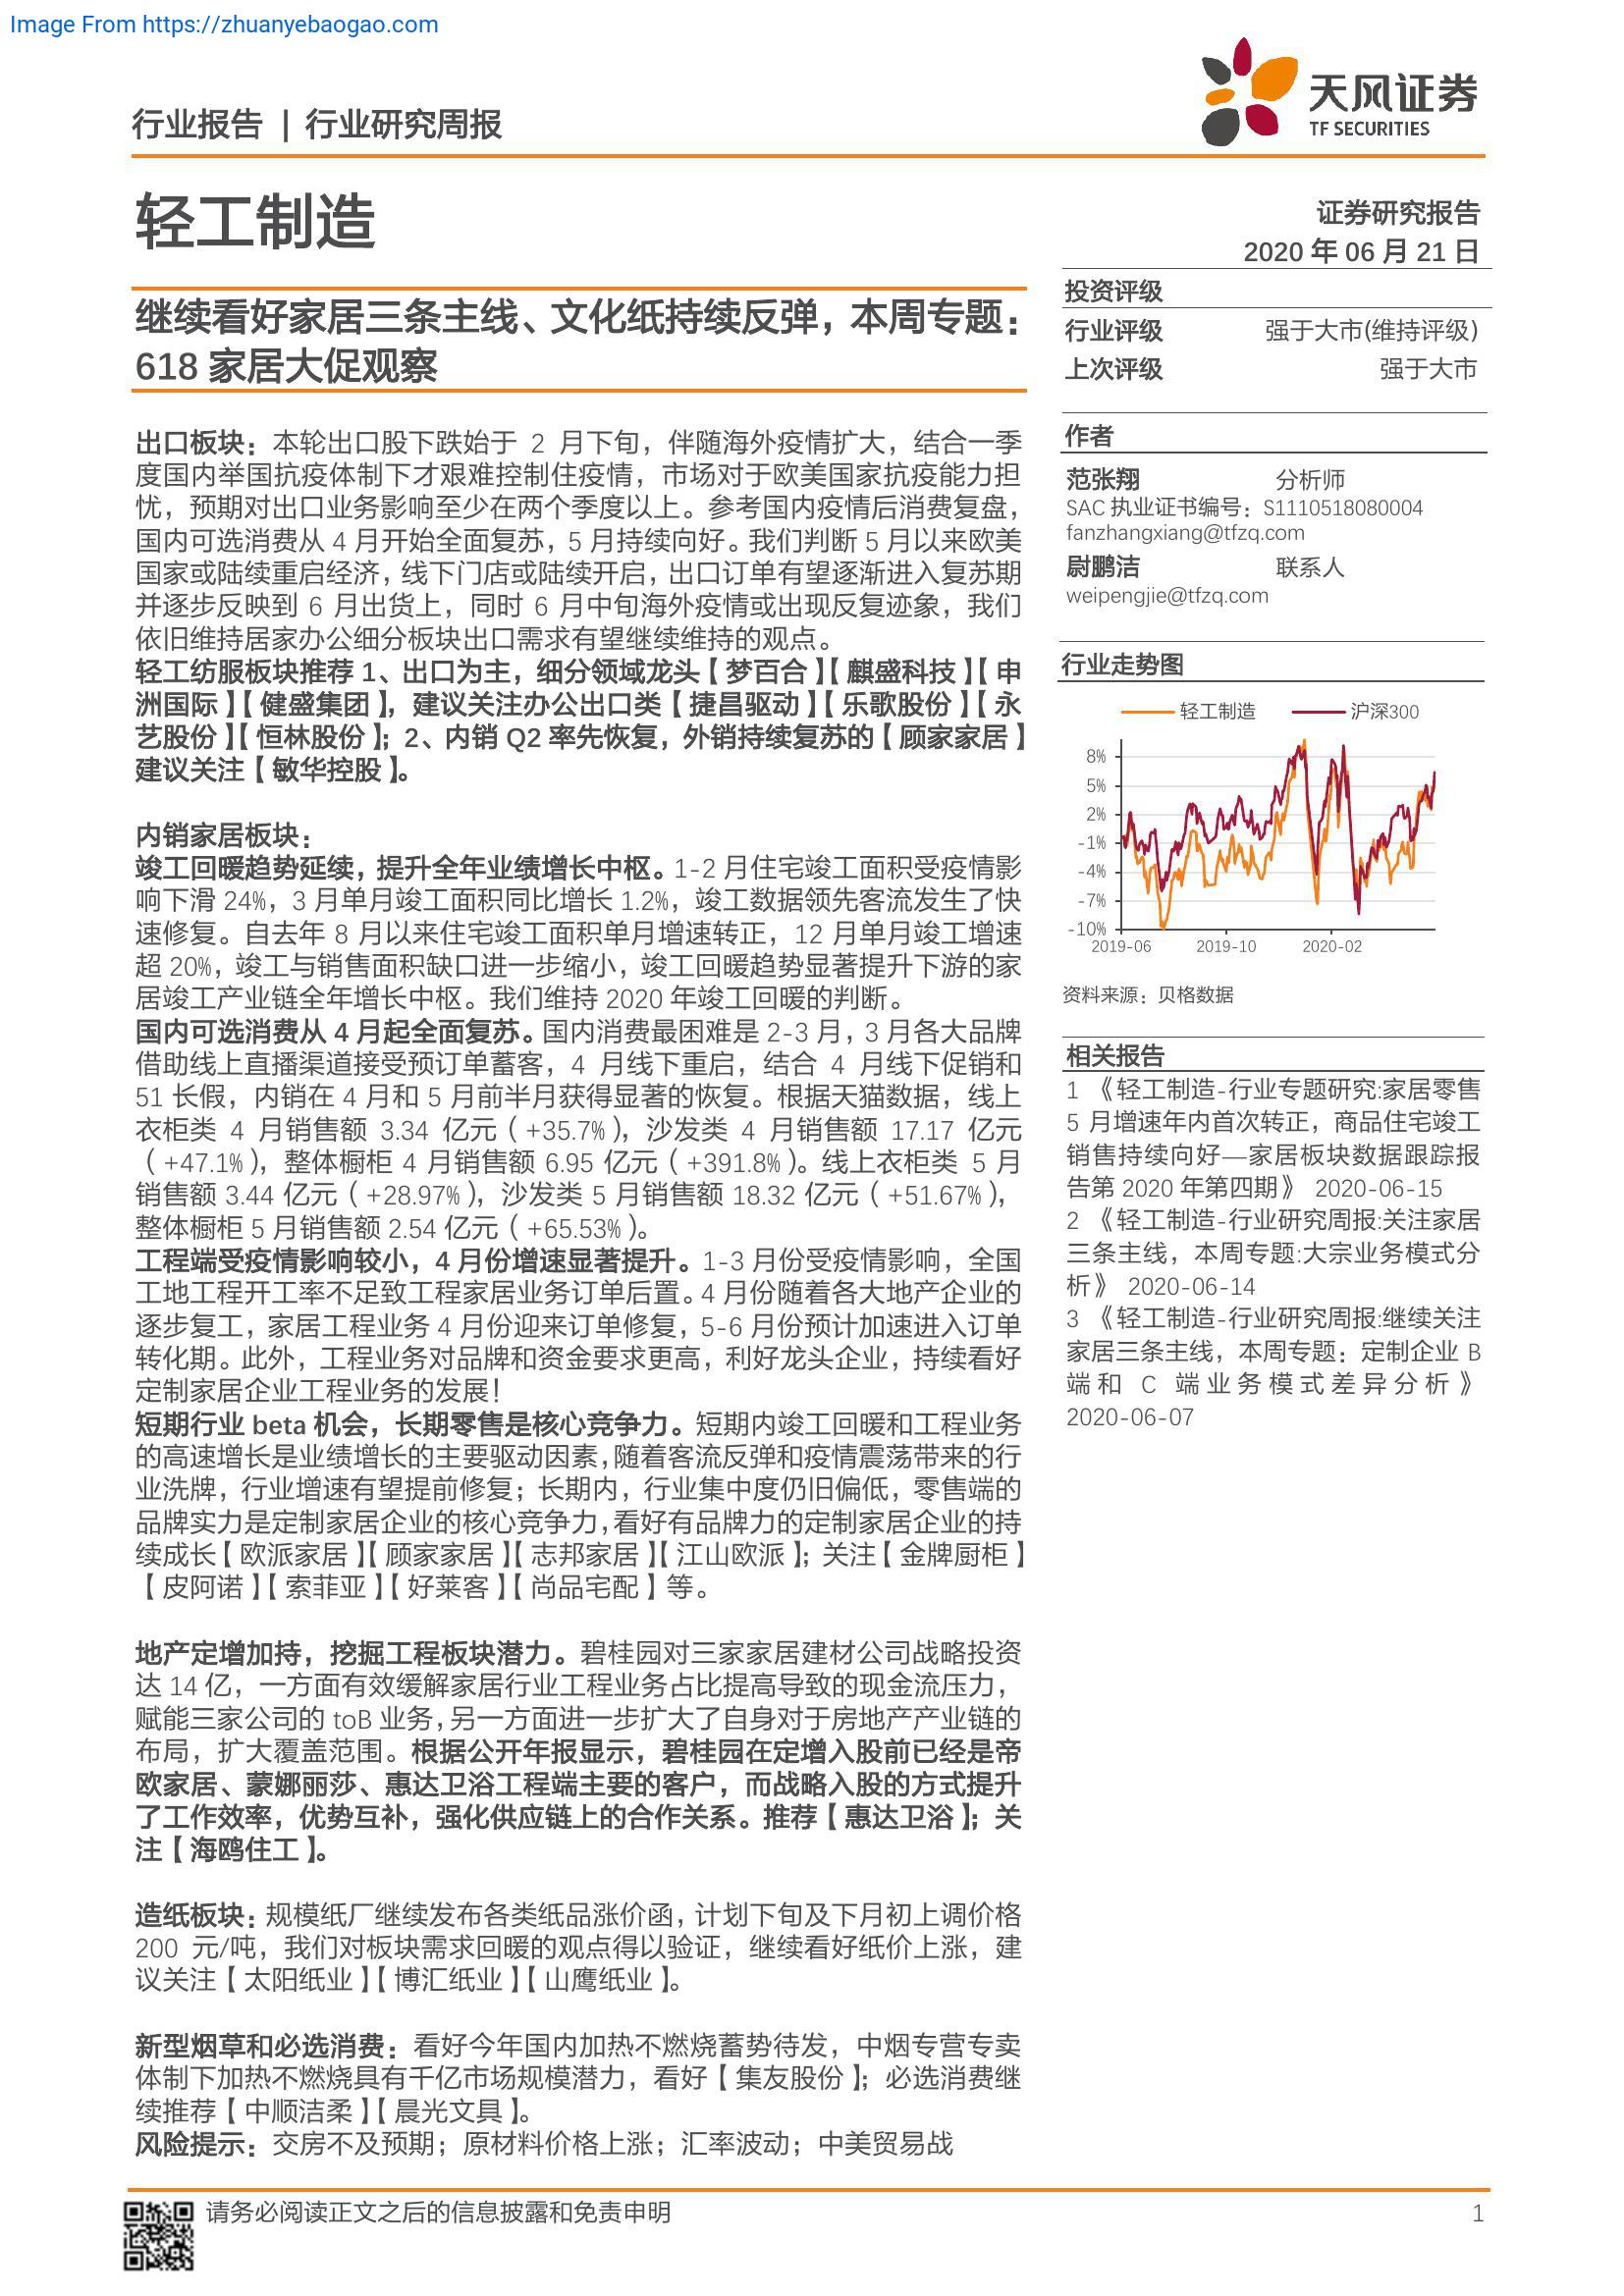 Image From https://zhuanyebaogao.com
行业报告 | 行业研究周报
天风证券
TF SECURITIES
轻工制造
证券研究报告
2020 年 06 月 21 日
继续看好家居三条主线、文化纸持续反弹，本周专题：
618 家居大促观察
出口板块：本轮出口股下跌始于 2 月下旬，伴随海外疫情扩大，结合一季
度国内举国抗疫体制下才艰难控制住疫情，市场对于欧美国家抗疫能力担
忧，预期对出口业务影响至少在两个季度以上。参考国内疫情后消费复盘，
国内可选消费从 4 月开始全面复苏，5 月持续向好。我们判断 5 月以来欧美
国家或陆续重启经济，线下门店或陆续开启，出口订单有望逐渐进入复苏期
并逐步反映到 6 月出货上，同时 6 月中旬海外疫情或出现反复迹象，我们
依旧维持居家办公细分板块出口需求有望继续维持的观点。
轻工纺服板块推荐 1、出口为主，细分领域龙头【梦百合】【麒盛科技】【申
洲国际】【健盛集团】，建议关注办公出口类【捷昌驱动】【乐歌股份】【永
艺股份】【恒林股份】；2、内销 Q2 率先恢复，外销持续复苏的【顾家家居】
建议关注【敏华控股】。
内销家居板块：
竣工回暖趋势延续，提升全年业绩增长中枢。1-2 月住宅竣工面积受疫情影
响下滑 24%，3 月单月竣工面积同比增长 1.2%，竣工数据领先客流发生了快
速修复。自去年 8 月以来住宅竣工面积单月增速转正，12 月单月竣工增速
超 20%，竣工与销售面积缺口进一步缩小，竣工回暖趋势显著提升下游的家
居竣工产业链全年增长中枢。我们维持 2020 年竣工回暖的判断。
国内可选消费从 4 月起全面复苏。国内消费最困难是 2-3 月，3 月各大品牌
借助线上直播渠道接受预订单蓄客，4 月线下重启，结合 4 月线下促销和
51 长假，内销在 4 月和 5 月前半月获得显著的恢复。根据天猫数据，线上
衣柜类 4 月销售额 3.34 亿元（+35.7%），沙发类 4 月销售额 17.17 亿元
（+47.1%），整体橱柜 4 月销售额 6.95 亿元（+391.8%）。线上衣柜类 5 月
销售额 3.44 亿元（+28.97%），沙发类 5 月销售额 18.32 亿元（+51.67%），
整体橱柜 5 月销售额 2.54 亿元（+65.53%）。
工程端受疫情影响较小，4 月份增速显著提升。1-3 月份受疫情影响，全国
工地工程开工率不足致工程家居业务订单后置。4 月份随着各大地产企业的
逐步复工，家居工程业务 4 月份迎来订单修复，5-6 月份预计加速进入订单
转化期。此外，工程业务对品牌和资金要求更高，利好龙头企业，持续看好
定制家居企业工程业务的发展！
短期行业 beta 机会，长期零售是核心竞争力。短期内竣工回暖和工程业务
的高速增长是业绩增长的主要驱动因素，随着客流反弹和疫情震荡带来的行
业洗牌，行业增速有望提前修复；长期内，行业集中度仍旧偏低，零售端的
品牌实力是定制家居企业的核心竞争力，看好有品牌力的定制家居企业的持
续成长【欧派家居】【顾家家居】【志邦家居】【江山欧派】；关注【金牌厨柜】
【皮阿诺】【索菲亚】【好莱客】【尚品宅配】等。
地产定增加持，挖掘工程板块潜力。碧桂园对三家家居建材公司战略投资
达 14 亿，一方面有效缓解家居行业工程业务占比提高导致的现金流压力，
赋能三家公司的 toB 业务，另一方面进一步扩大了自身对于房地产产业链的
布局，扩大覆盖范围。根据公开年报显示，碧桂园在定增入股前已经是帝
欧家居、蒙娜丽莎、惠达卫浴工程端主要的客户，而战略入股的方式提升
了工作效率，优势互补，强化供应链上的合作关系。推荐【惠达卫浴】；关
注【海鸥住工】。
造纸板块：规模纸厂继续发布各类纸品涨价函，计划下旬及下月初上调价格
200 元/吨，我们对板块需求回暖的观点得以验证，继续看好纸价上涨，建
议关注【太阳纸业】【博汇纸业】【山鹰纸业】。
新型烟草和必选消费：看好今年国内加热不燃烧蓄势待发，中烟专营专卖
体制下加热不燃烧具有千亿市场规模潜力，看好【集友股份】；必选消费继
续推荐【中顺洁柔】【晨光文具】。
风险提示：交房不及预期；原材料价格上涨；汇率波动；中美贸易战
投资评级
行业评级 强于大市(维持评级)
上次评级 强于大市
作者
范张翔 分析师
SAC 执业证书编号：S1110518080004
fanzhangxiang@tfzq.com
尉鹏洁 联系人
weipengjie@tfzq.com
行业走势图
轻工制造 沪深300
8%
5%
2%
-1%
-4%
-7%
-10%
2019-06 2019-10 2020-02
资料来源：贝格数据
相关报告
1 《轻工制造-行业专题研究:家居零售
5 月增速年内首次转正，商品住宅竣工
销售持续向好—家居板块数据跟踪报
告第 2020 年第四期》 2020-06-15
2 《轻工制造-行业研究周报:关注家居
三条主线，本周专题:大宗业务模式分
析》 2020-06-14
3 《轻工制造-行业研究周报:继续关注
家居三条主线，本周专题：定制企业 B
端和 C 端业务模式差异分析》
2020-06-07
请务必阅读正文之后的信息披露和免责申明 1